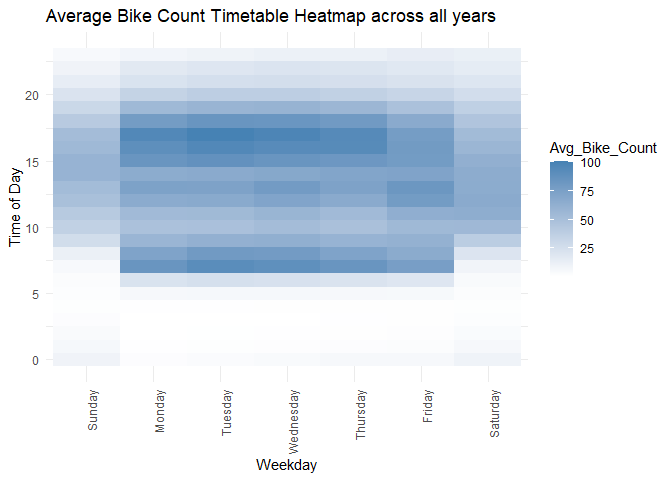 Average Bike Count Timetable Heatmap across all years
Time of Day
20
15
10
5
0
Sunday
Monday
Tuesday
Wednesday
Thursday
Friday
Saturday
Weekday
Avg_Bike_Count
100
75
50
25